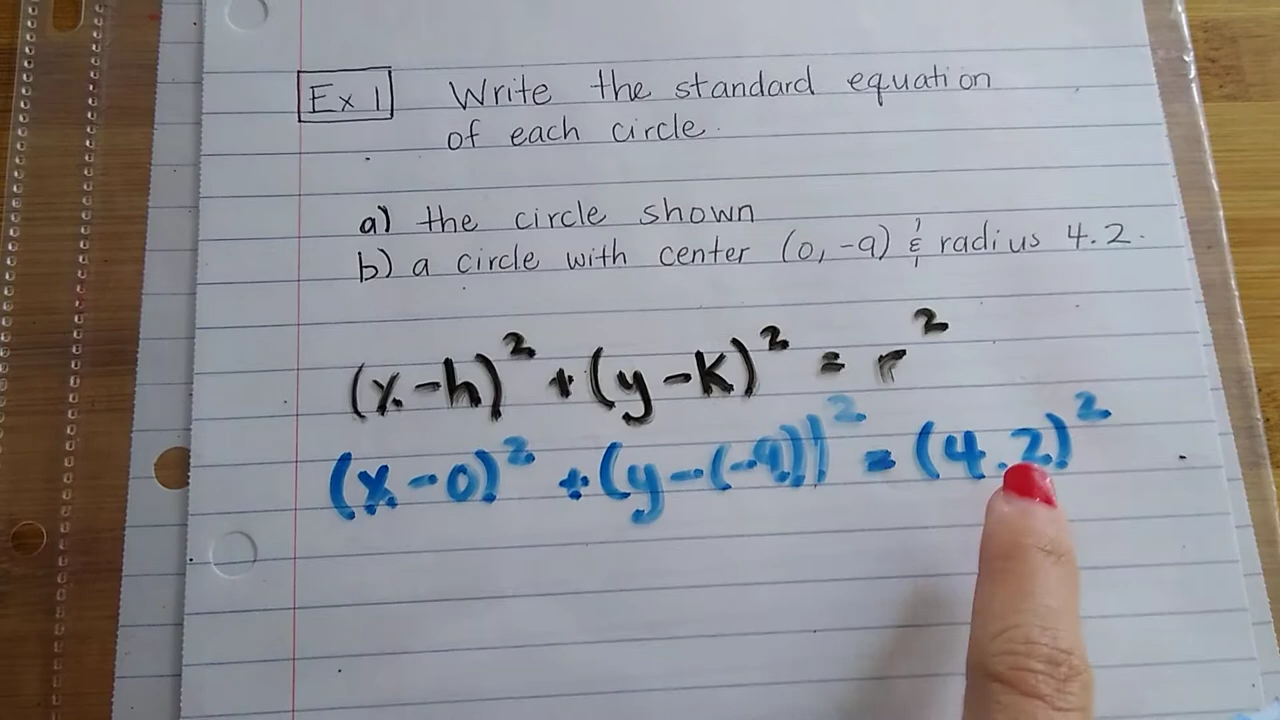 Ex 1 Write the standard equation
of each circle.
a) the circle shown
b) a circle with center (0, -9) & radius 4.2.
(x-h)² + (y-k)² = r²
(x-0)² + (y-(-9))² = (4.2)²